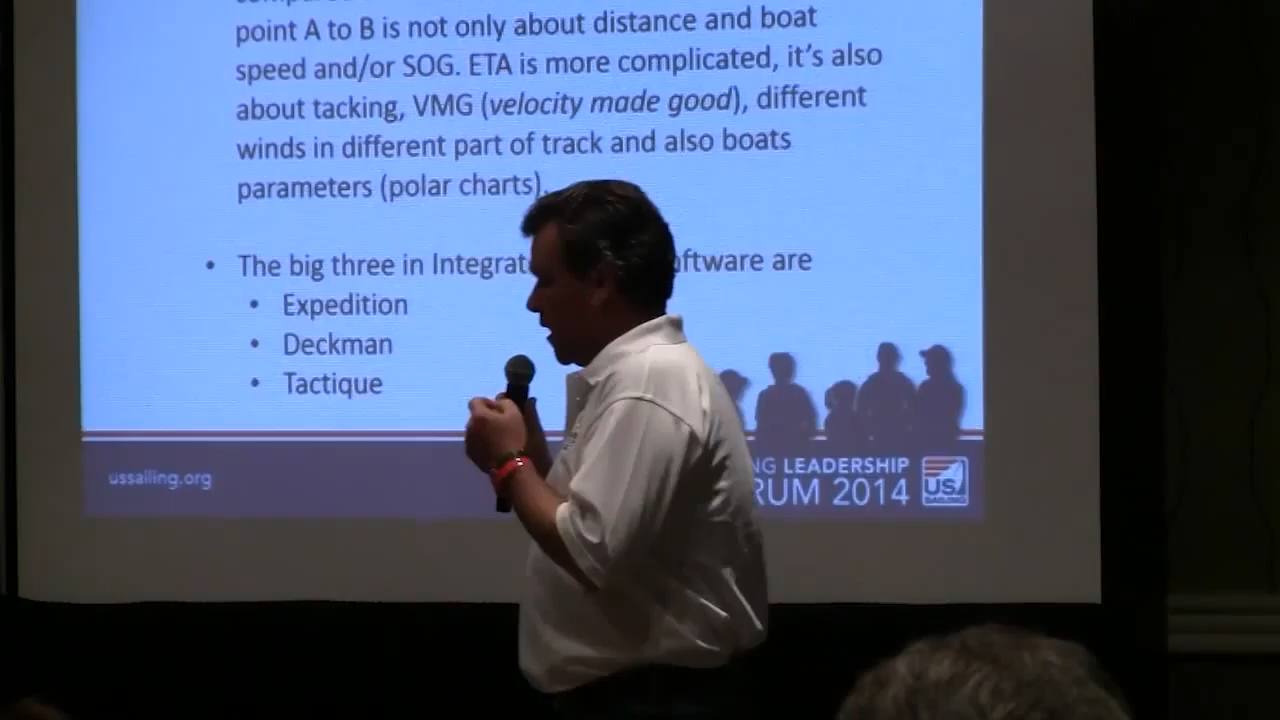 point A to B is not only about distance and boat
speed and/or SOG. ETA is more complicated, it's also
about tacking, VMG (velocity made good), different
winds in different part of track and also boats
parameters (polar charts).
• The big three in Integrat ftware are
• Expedition
• Deckman
• Tactique
ussailing.org
NG LEADERSHIP
RUM 2014
US
SAILING